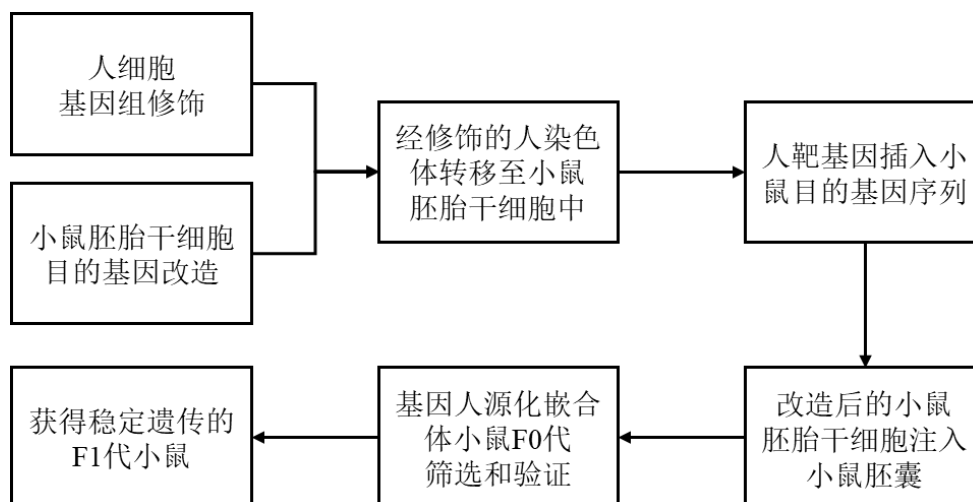 人细胞
基因组修饰
小鼠胚胎干细胞
目的基因改造
经修饰的人染色
体转移至小鼠
胚胎干细胞中
人靶基因插入小
鼠目的基因序列
改造后的小鼠
胚胎干细胞注入
小鼠胚囊
基因人源化嵌合
体小鼠F0代
筛选和验证
获得稳定遗传的
F1代小鼠